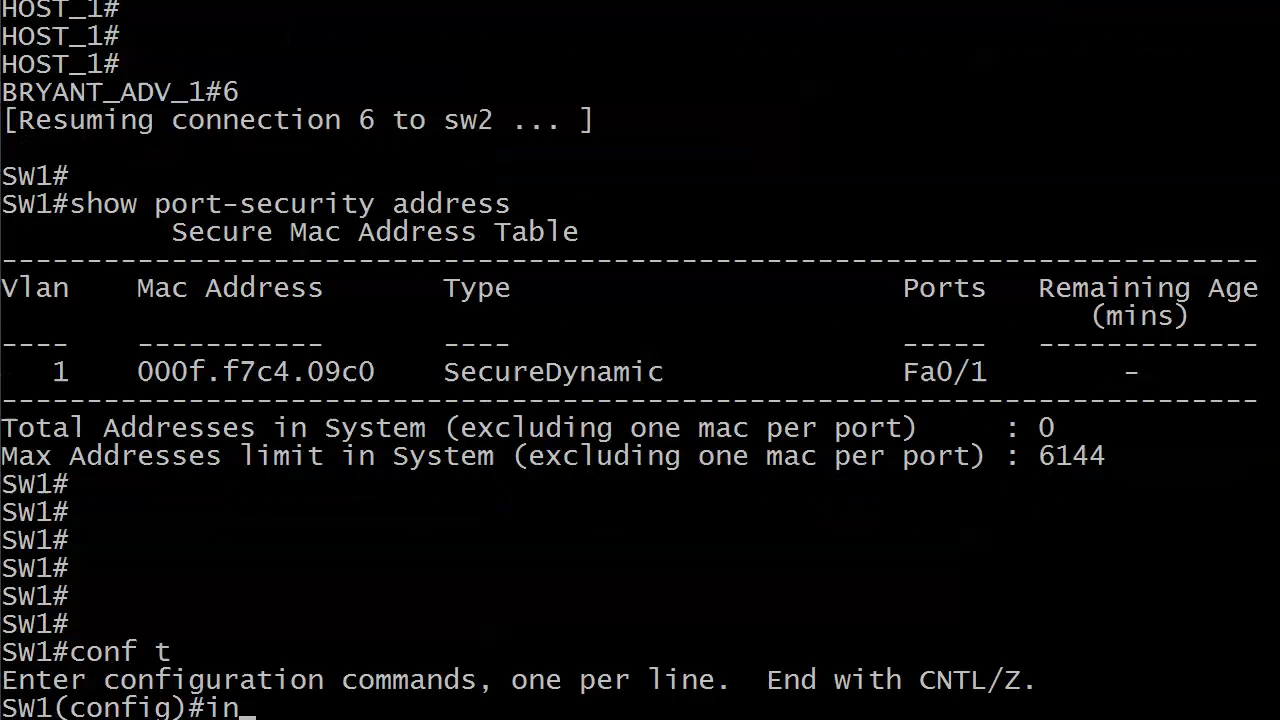 HOST_1#
HOST_1#
HOST_1#
BRYANT_ADV_1#6
[Resuming connection 6 to sw2 ... ]
SW1#
SW1#show port-security address
Secure Mac Address Table
------------------------------------------------------------------------
Vlan    Mac Address       Type                          Ports   Remaining Age
(mins)
----    -----------       ----                          -----   -------------
1    000f.f7c4.09c0    SecureDynamic                 Fa0/1        -
------------------------------------------------------------------------
Total Addresses in System (excluding one mac per port)     : 0
Max Addresses limit in System (excluding one mac per port) : 6144
SW1#
SW1#
SW1#
SW1#
SW1#
SW1#
SW1#conf t
Enter configuration commands, one per line.  End with CNTL/Z.
SW1(config)#in_